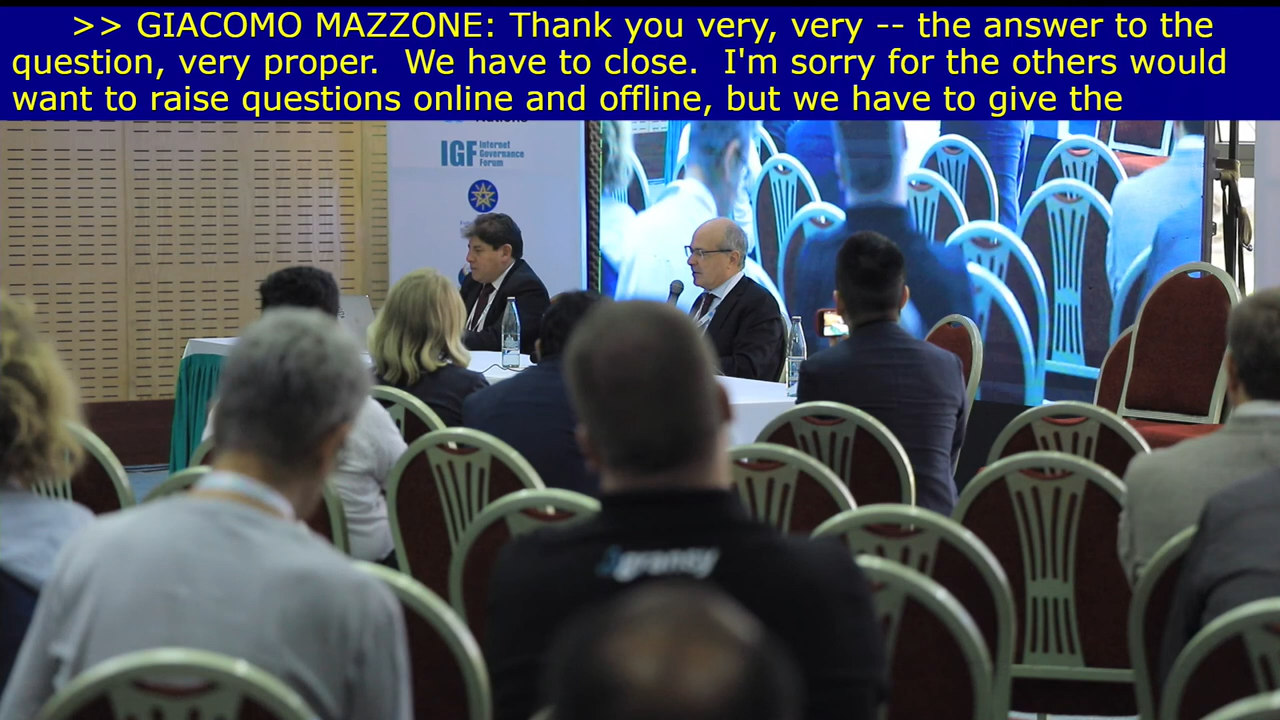 >> GIACOMO MAZZONE: Thank you very, very -- the answer to the
question, very proper.  We have to close.  I'm sorry for the others would
want to raise questions online and offline, but we have to give the
IGF Internet
Governance
Forum